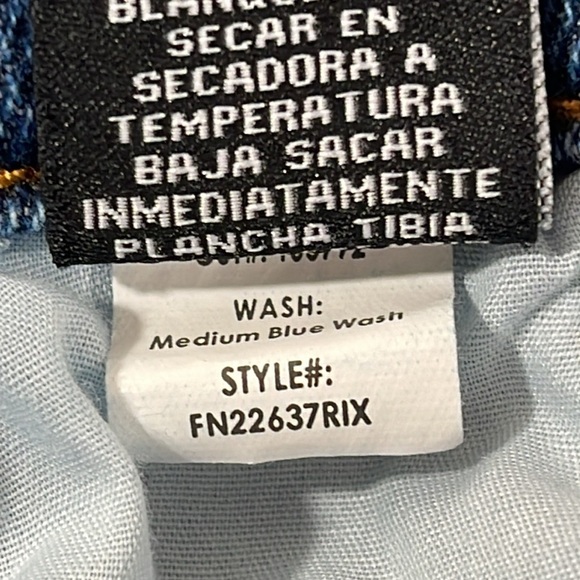 SECAR EN
SECADORA A
TEMPERATURA
BAJA SACAR
INMEDIATAMENTE
PLANCHA TIBIA
WASH:
Medium Blue Wash
STYLE#:
FN22637RIX